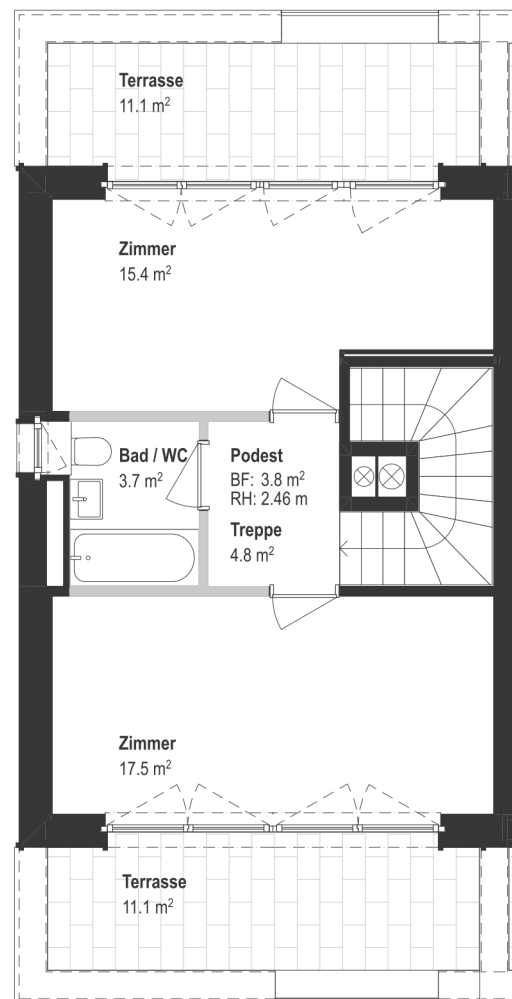 Terrasse
11.1 m²
Zimmer
15.4 m²
Bad / WC
3.7 m²
Podest
BF: 3.8 m²
RH: 2.46 m
Treppe
4.8 m²
Zimmer
17.5 m²
Terrasse
11.1 m²